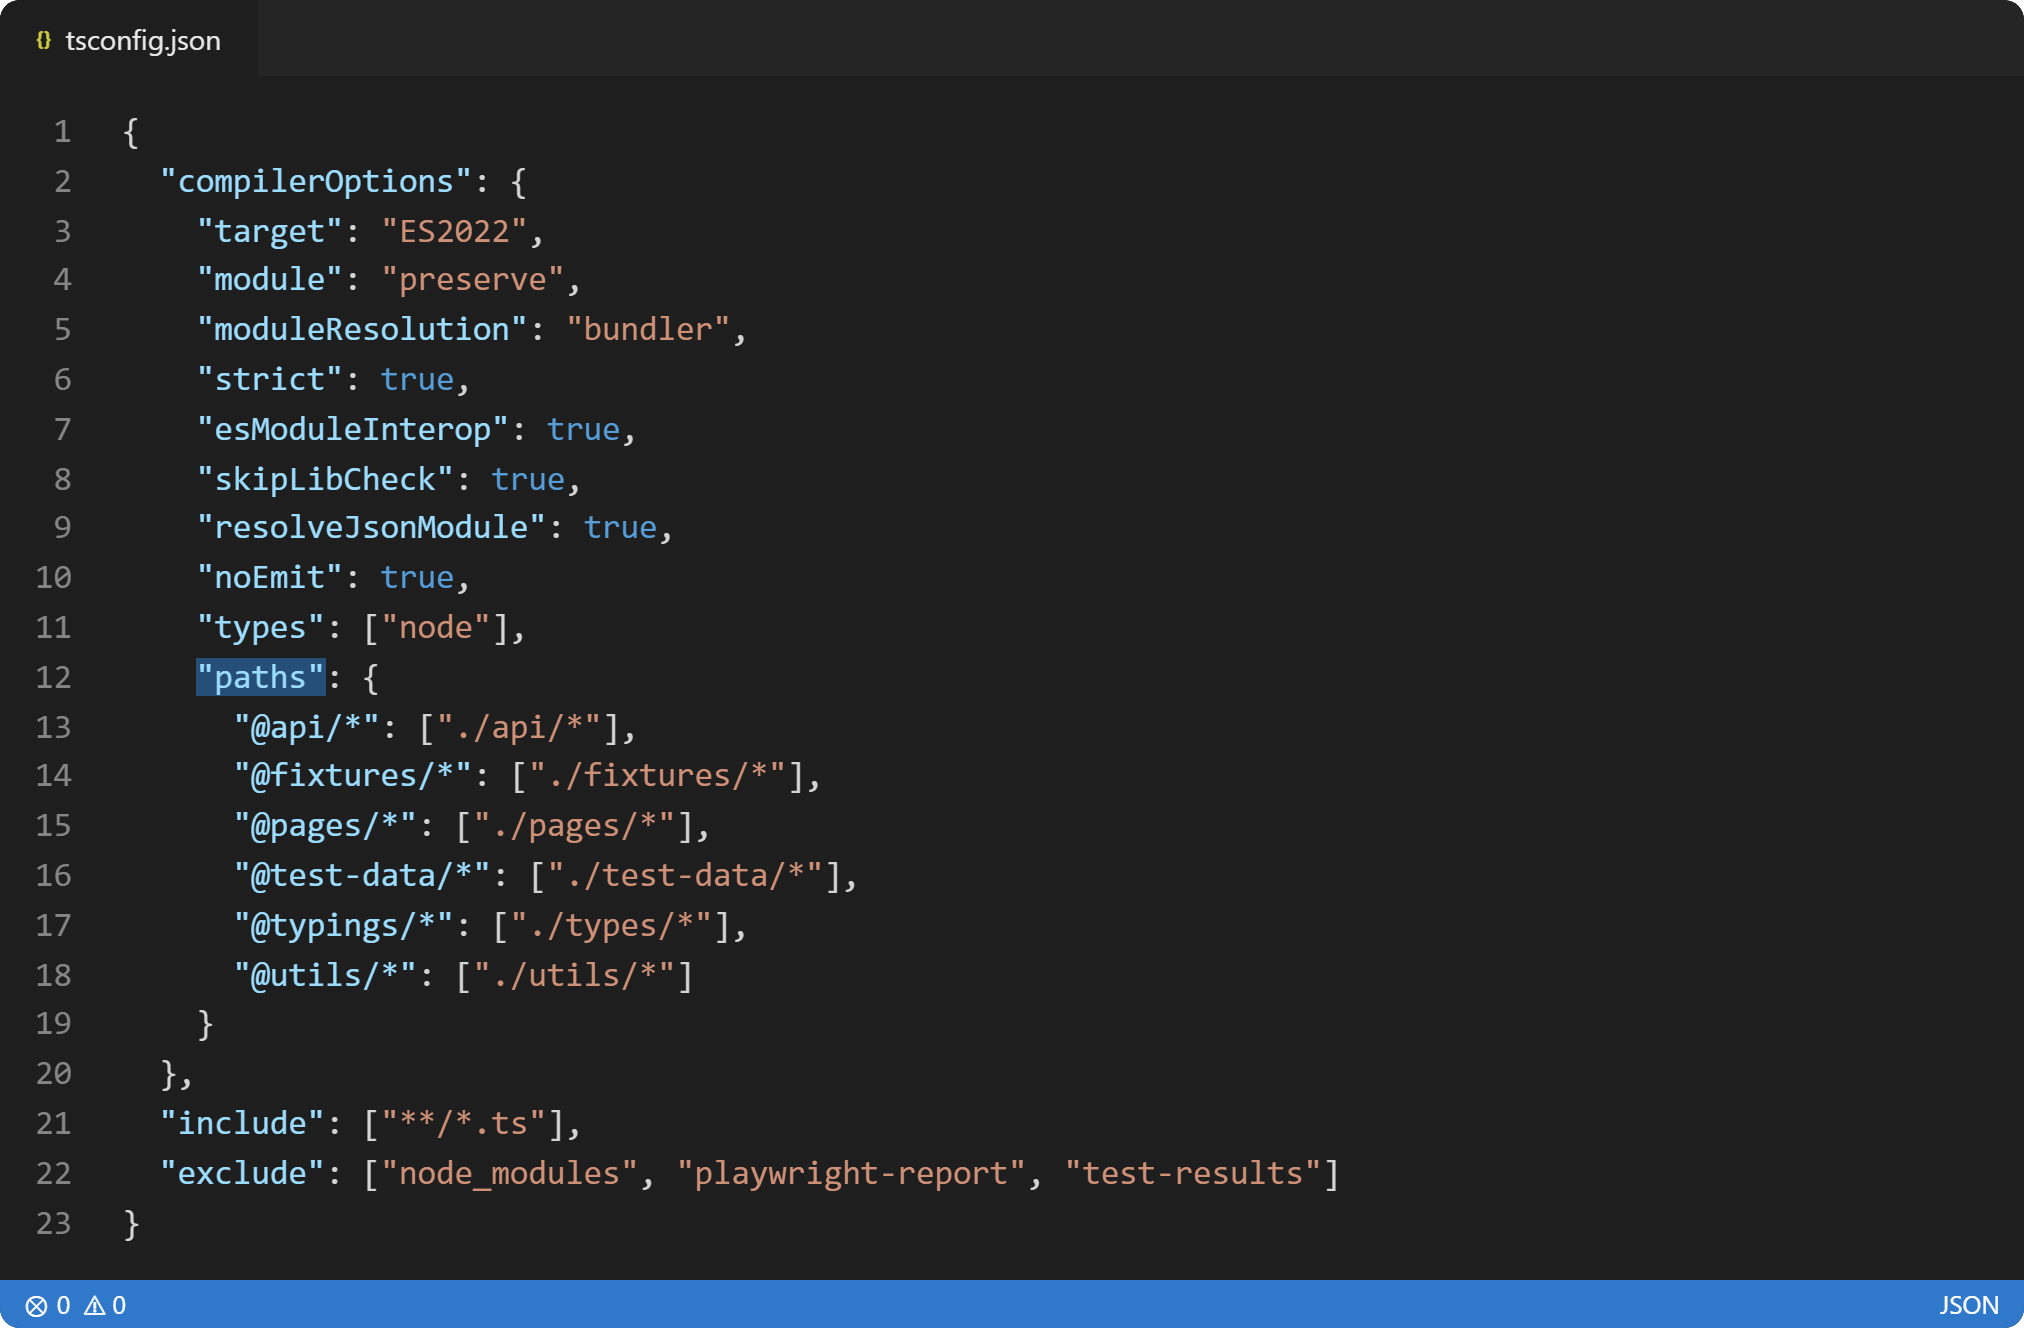 {} tsconfig.json
1 {
2   "compilerOptions": {
3     "target": "ES2022",
4     "module": "preserve",
5     "moduleResolution": "bundler",
6     "strict": true,
7     "esModuleInterop": true,
8     "skipLibCheck": true,
9     "resolveJsonModule": true,
10     "noEmit": true,
11     "types": ["node"],
12     "paths": {
13       "@api/*": ["./api/*"],
14       "@fixtures/*": ["./fixtures/*"],
15       "@pages/*": ["./pages/*"],
16       "@test-data/*": ["./test-data/*"],
17       "@typings/*": ["./types/*"],
18       "@utils/*": ["./utils/*"]
19     }
20   },
21   "include": ["**/*.ts"],
22   "exclude": ["node_modules", "playwright-report", "test-results"]
23 }
0 0 JSON